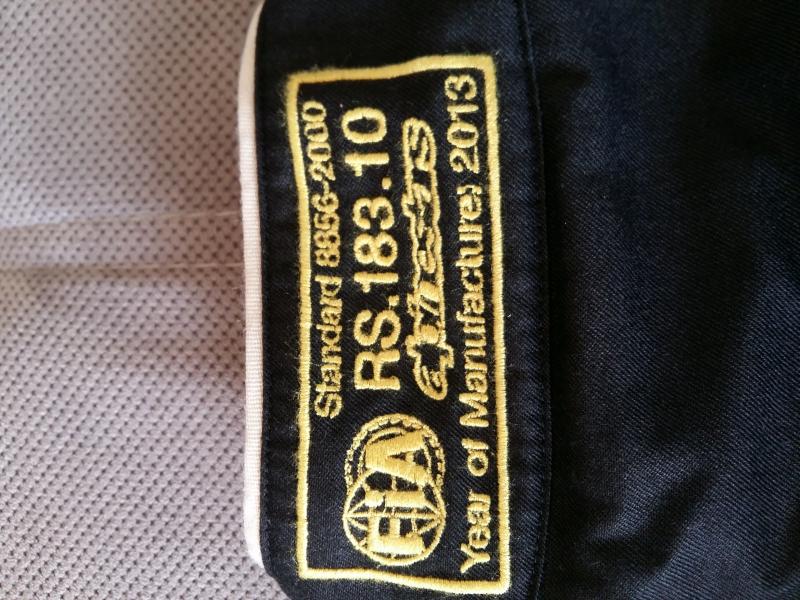 Standard 8856-2000
RS.183.10
FiA alpinestars
Year of Manufacture: 2013